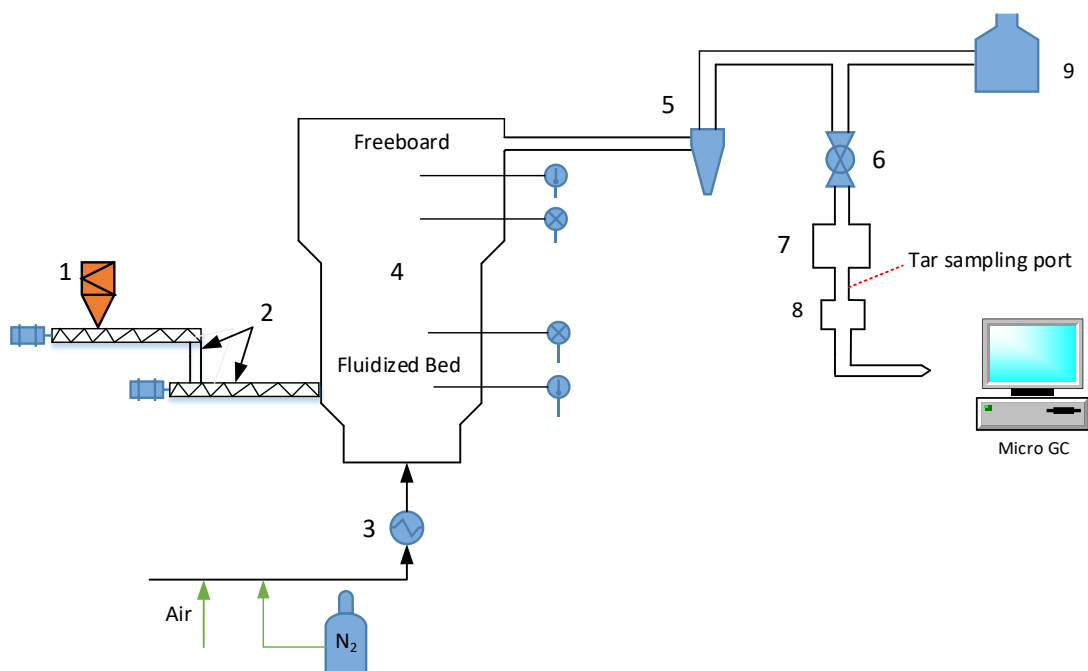 Freeboard
5
9
6
1
4
7
Tar sampling port
2
8
Fluidized Bed
Micro GC
3
Air
N₂